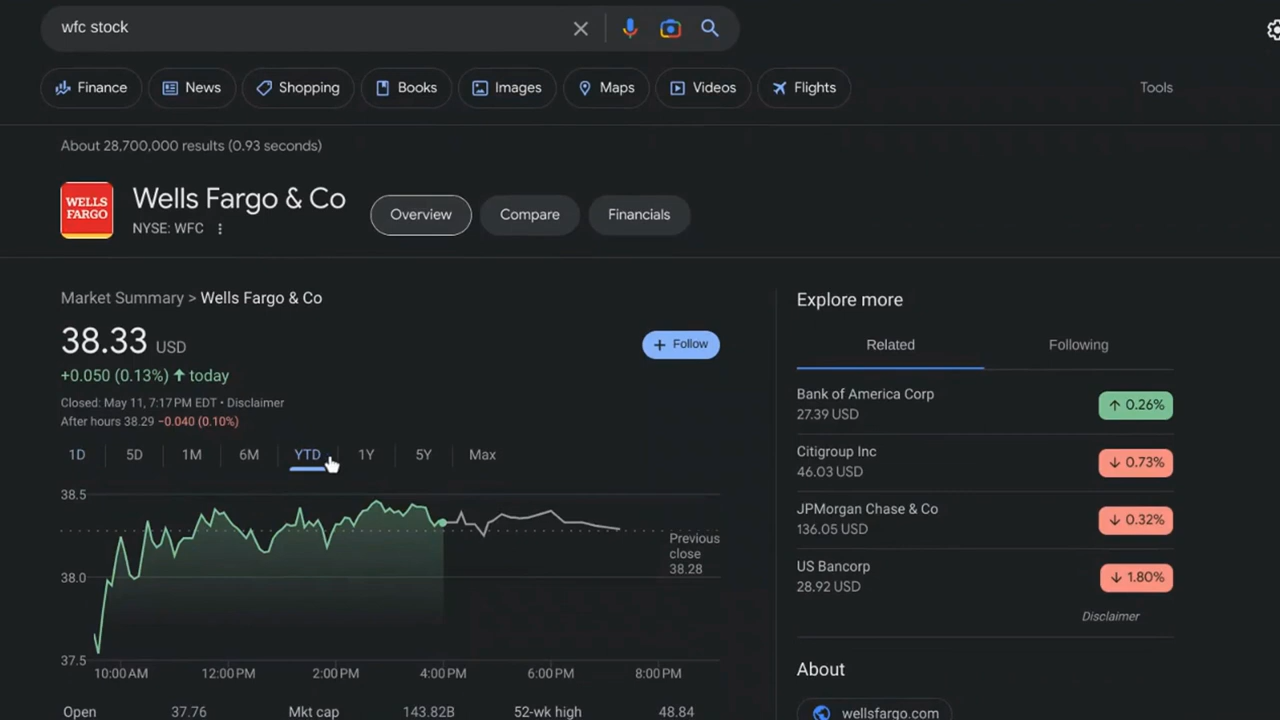 wfc stock
Finance
News
Shopping
Books
Images
Maps
Videos
Flights
Tools
About 28,700,000 results (0.93 seconds)
WELLS
FARGO
Wells Fargo & Co
NYSE: WFC
Overview
Compare
Financials
Market Summary > Wells Fargo & Co
38.33 USD
+0.050 (0.13%) ↑ today
Closed: May 11, 7:17 PM EDT • Disclaimer
After hours 38.29 −0.040 (0.10%)
+ Follow
1D 5D 1M 6M YTD 1Y 5Y Max
38.5
38.0
37.5
Previous
close
38.28
10:00 AM 12:00 PM 2:00 PM 4:00 PM 6:00 PM 8:00 PM
Open 37.76 Mkt cap 143.82B 52-wk high 48.84
Explore more
Related Following
Bank of America Corp
27.39 USD
↑ 0.26%
Citigroup Inc
46.03 USD
↓ 0.73%
JPMorgan Chase & Co
136.05 USD
↓ 0.32%
US Bancorp
28.92 USD
↓ 1.80%
Disclaimer
About
wellsfargo.com